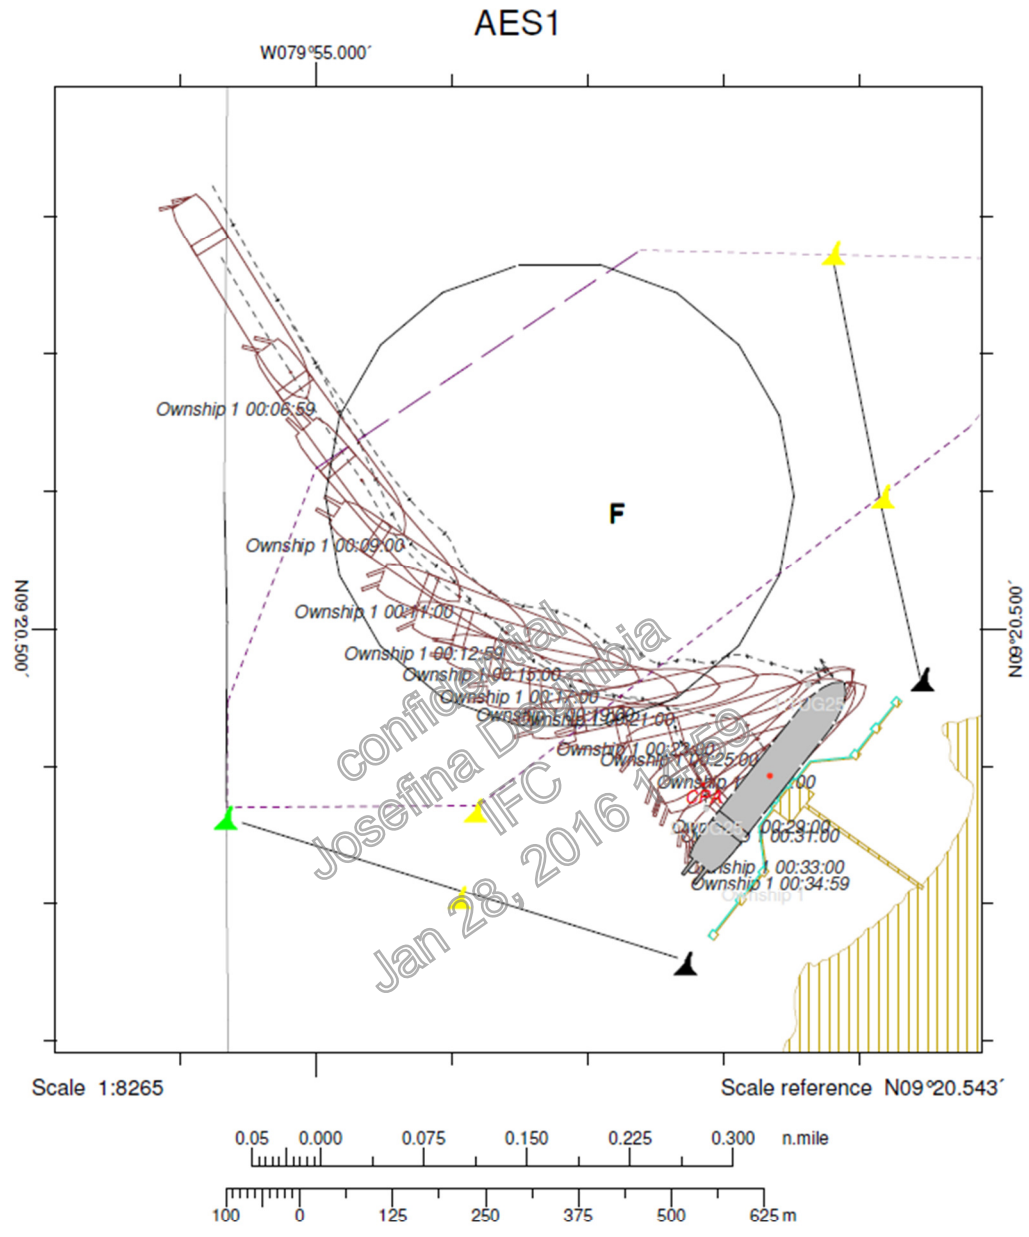 AES1
W079°55.000´
Ownship 1 00:06:59
F
Ownship 1 00:09:00
Ownship 1 00:11:00
N09°20.500´
N09°20.500´
Ownship 1 00:12:59
Ownship 1 00:15:00
Ownship 1 00:17:00
Ownship 1
00:21:00
Ownship 1 00:23:00
Ownship 1 00:25:00
Ownship 1
:00
00:29:00
00:31:00
1 00:33:00
Ownship 1 00:34:59
Ownship 1
confidential
Josefina
IFC
Jan 28, 2016
Scale 1:8265
Scale reference N09°20.543´
0.05 0.000 0.075 0.150 0.225 0.300 n.mile
100 0 125 250 375 500 625 m